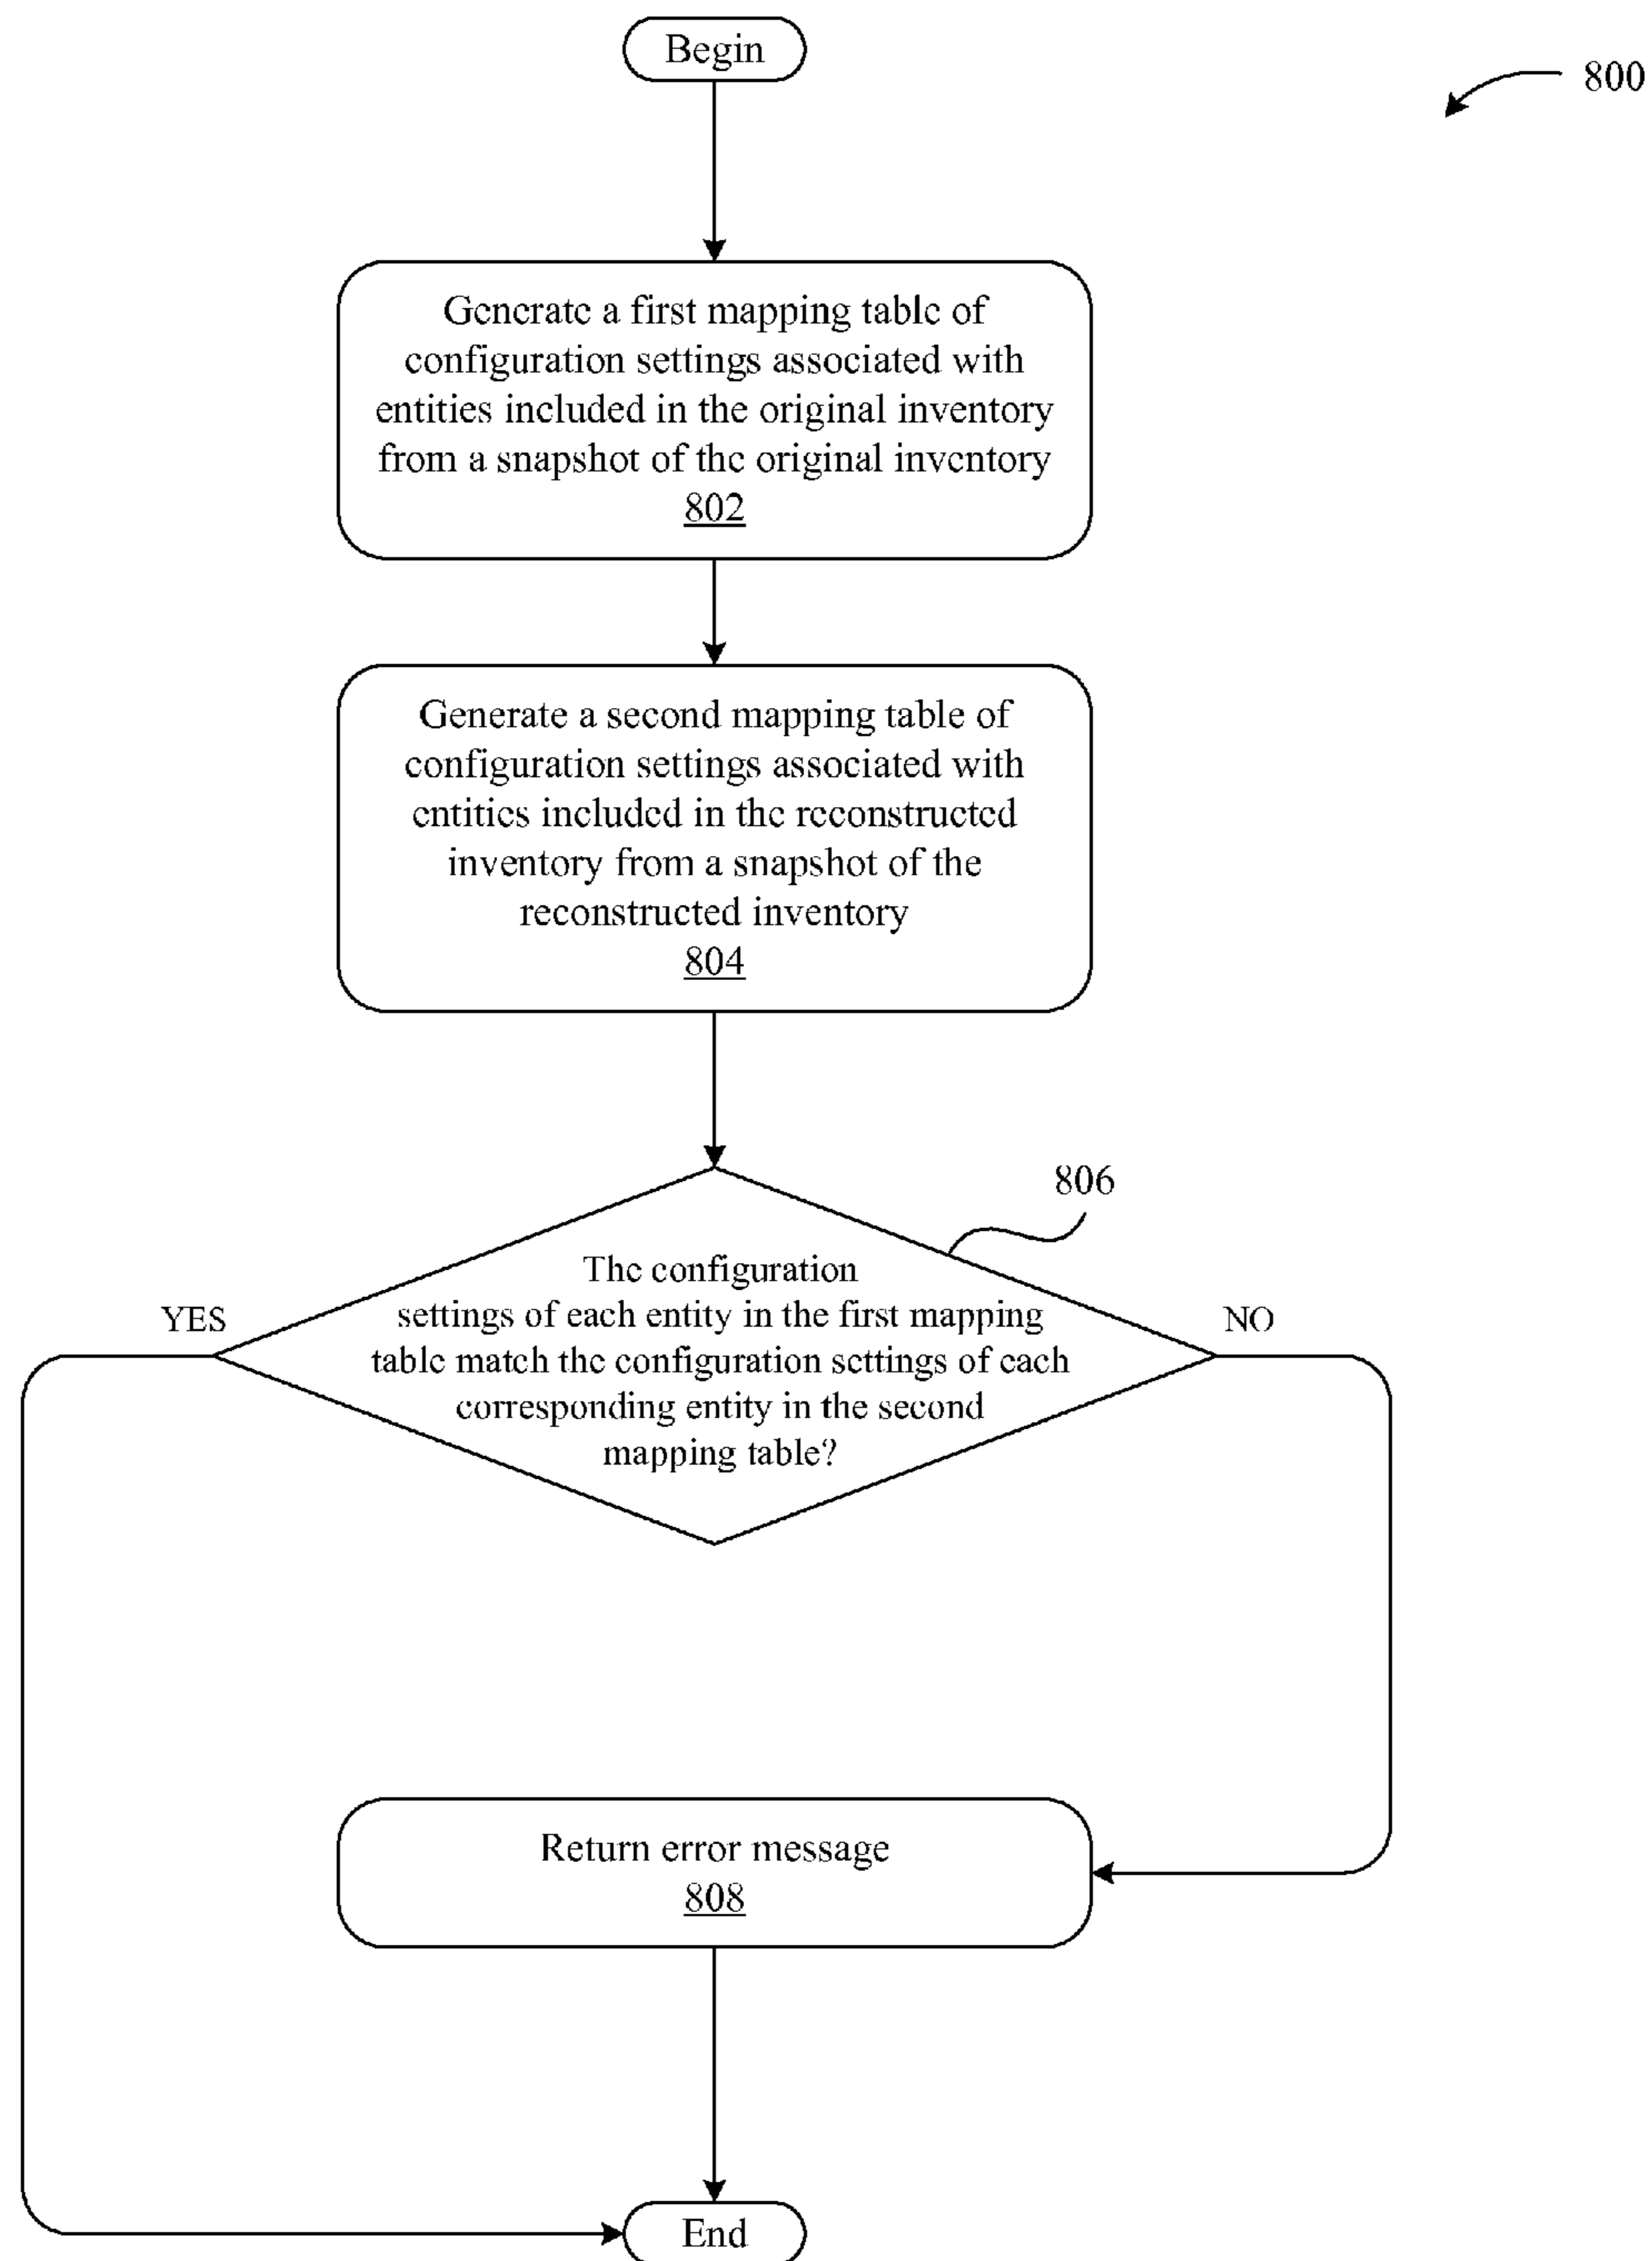 Begin
800
Generate a first mapping table of
configuration settings associated with
entities included in the original inventory
from a snapshot of the original inventory
802
Generate a second mapping table of
configuration settings associated with
entities included in the reconstructed
inventory from a snapshot of the
reconstructed inventory
804
806
The configuration
settings of each entity in the first mapping
table match the configuration settings of each
corresponding entity in the second
mapping table?
YES
NO
Return error message
808
End